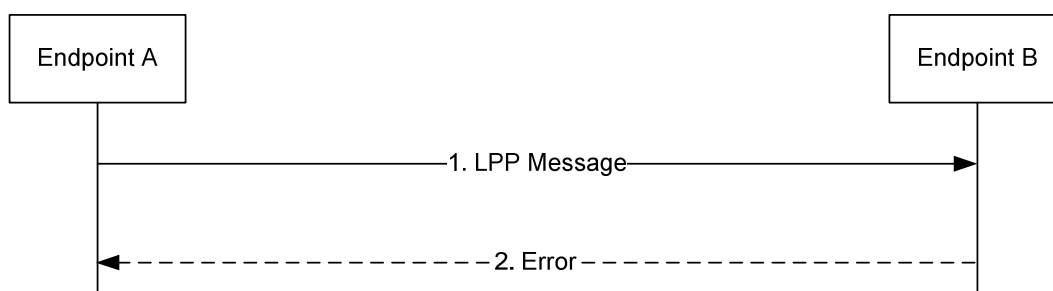 Endpoint A
Endpoint B
1. LPP Message
2. Error